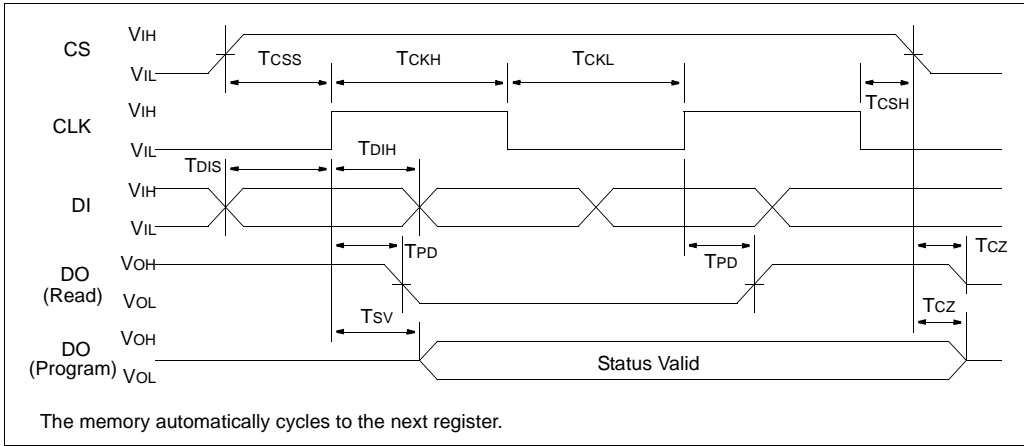 CS VIH
VIL
TCSS TCKH TCKL
TCSH
CLK VIH
VIL
TDIS TDIH
DI VIH
VIL
TPD TPD TCZ
DO (Read) VOH
VOL
TSV TCZ
DO (Program) VOH
VOL
Status Valid
The memory automatically cycles to the next register.